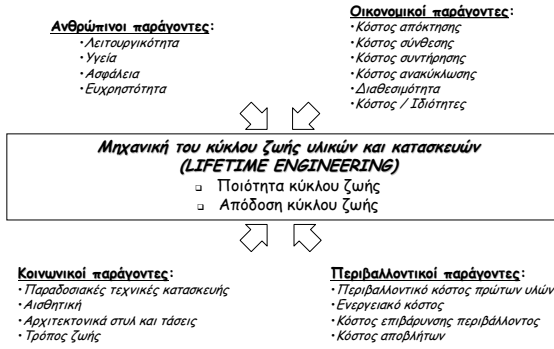 Ανθρώπινοι παράγοντες:
·Λειτουργικότητα
·Υγεία
·Ασφάλεια
·Ευχρηστότητα
Οικονομικοί παράγοντες:
·Κόστος απόκτησης
·Κόστος σύνθεσης
·Κόστος συντήρησης
·Κόστος ανακύκλωσης
·Διαθεσιμότητα
·Κόστος / Ιδιότητες
Μηχανική του κύκλου ζωής υλικών και κατασκευών
(LIFETIME ENGINEERING)
Ποιότητα κύκλου ζωής
Απόδοση κύκλου ζωής
Κοινωνικοί παράγοντες:
·Παραδοσιακές τεχνικές κατασκευής
·Αισθητική
·Αρχιτεκτονικά στυλ και τάσεις
·Τρόπος ζωής
Περιβαλλοντικοί παράγοντες:
·Περιβαλλοντικό κόστος πρώτων υλών
·Ενεργειακό κόστος
·Κόστος επιβάρυνσης περιβάλλοντος
·Κόστος αποβλήτων